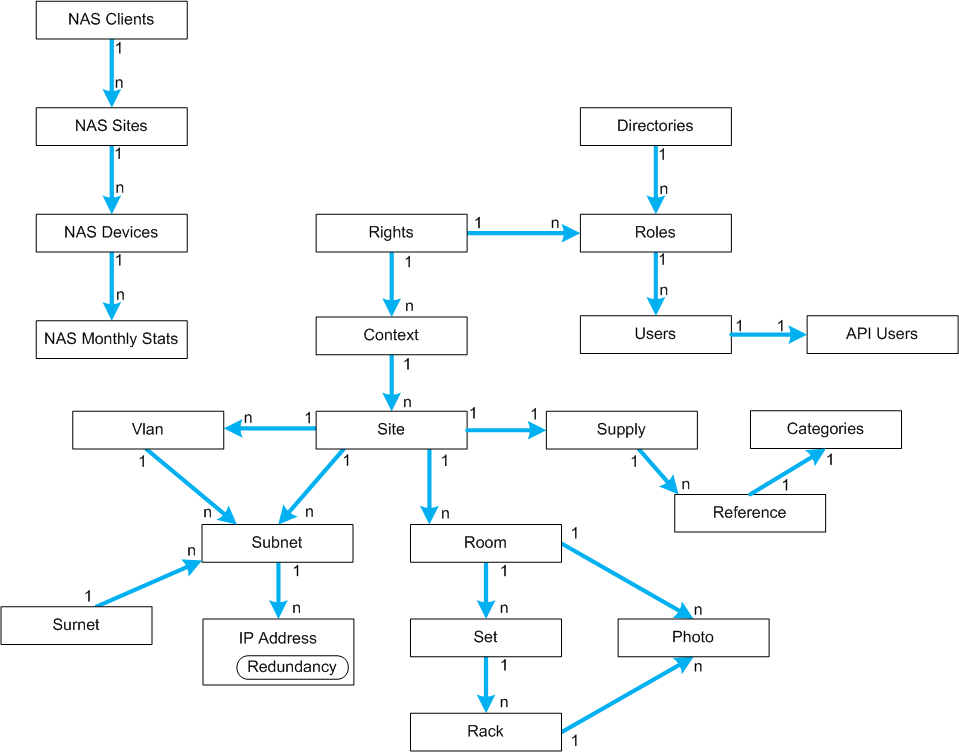 NAS Clients
1
n
NAS Sites
1
n
NAS Devices
1
n
NAS Monthly Stats
Directories
1
n
Rights
1
n
Roles
1
n
1
n
Context
Users
1
1
API Users
1
n
Vlan
n
1
Site
1
1
Supply
Categories
1
1
1
1
1
n
1
Reference
n
n
n
Subnet
Room
1
n
1
Surnet
1
n
1
n
1
n
IP Address
Redundancy
Set
Photo
1
n
n
Rack
1